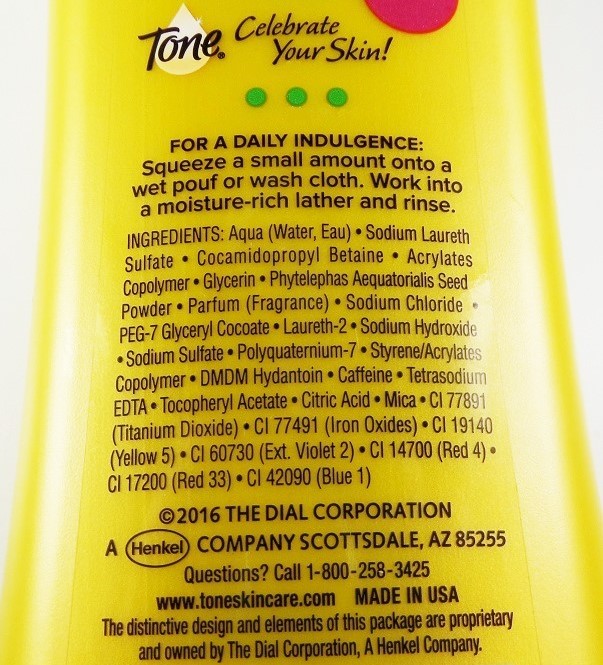 Tone® Celebrate
Your Skin!
FOR A DAILY INDULGENCE:
Squeeze a small amount onto a
wet pouf or wash cloth. Work into
a moisture-rich lather and rinse.
INGREDIENTS: Aqua (Water, Eau) • Sodium Laureth
Sulfate • Cocamidopropyl Betaine • Acrylates
Copolymer • Glycerin • Phytelephas Aequatorialis Seed
Powder • Parfum (Fragrance) • Sodium Chloride •
PEG-7 Glyceryl Cocoate • Laureth-2 • Sodium Hydroxide
• Sodium Sulfate • Polyquaternium-7 • Styrene/Acrylates
Copolymer • DMDM Hydantoin • Caffeine • Tetrasodium
EDTA • Tocopheryl Acetate • Citric Acid • Mica • CI 77891
(Titanium Dioxide) • CI 77491 (Iron Oxides) • CI 19140
(Yellow 5) • CI 60730 (Ext. Violet 2) • CI 14700 (Red 4) •
CI 17200 (Red 33) • CI 42090 (Blue 1)
©2016 THE DIAL CORPORATION
A Henkel COMPANY SCOTTSDALE, AZ 85255
Questions? Call 1-800-258-3425
www.toneskincare.com MADE IN USA
The distinctive design and elements of this package are proprietary
and owned by The Dial Corporation, A Henkel Company.